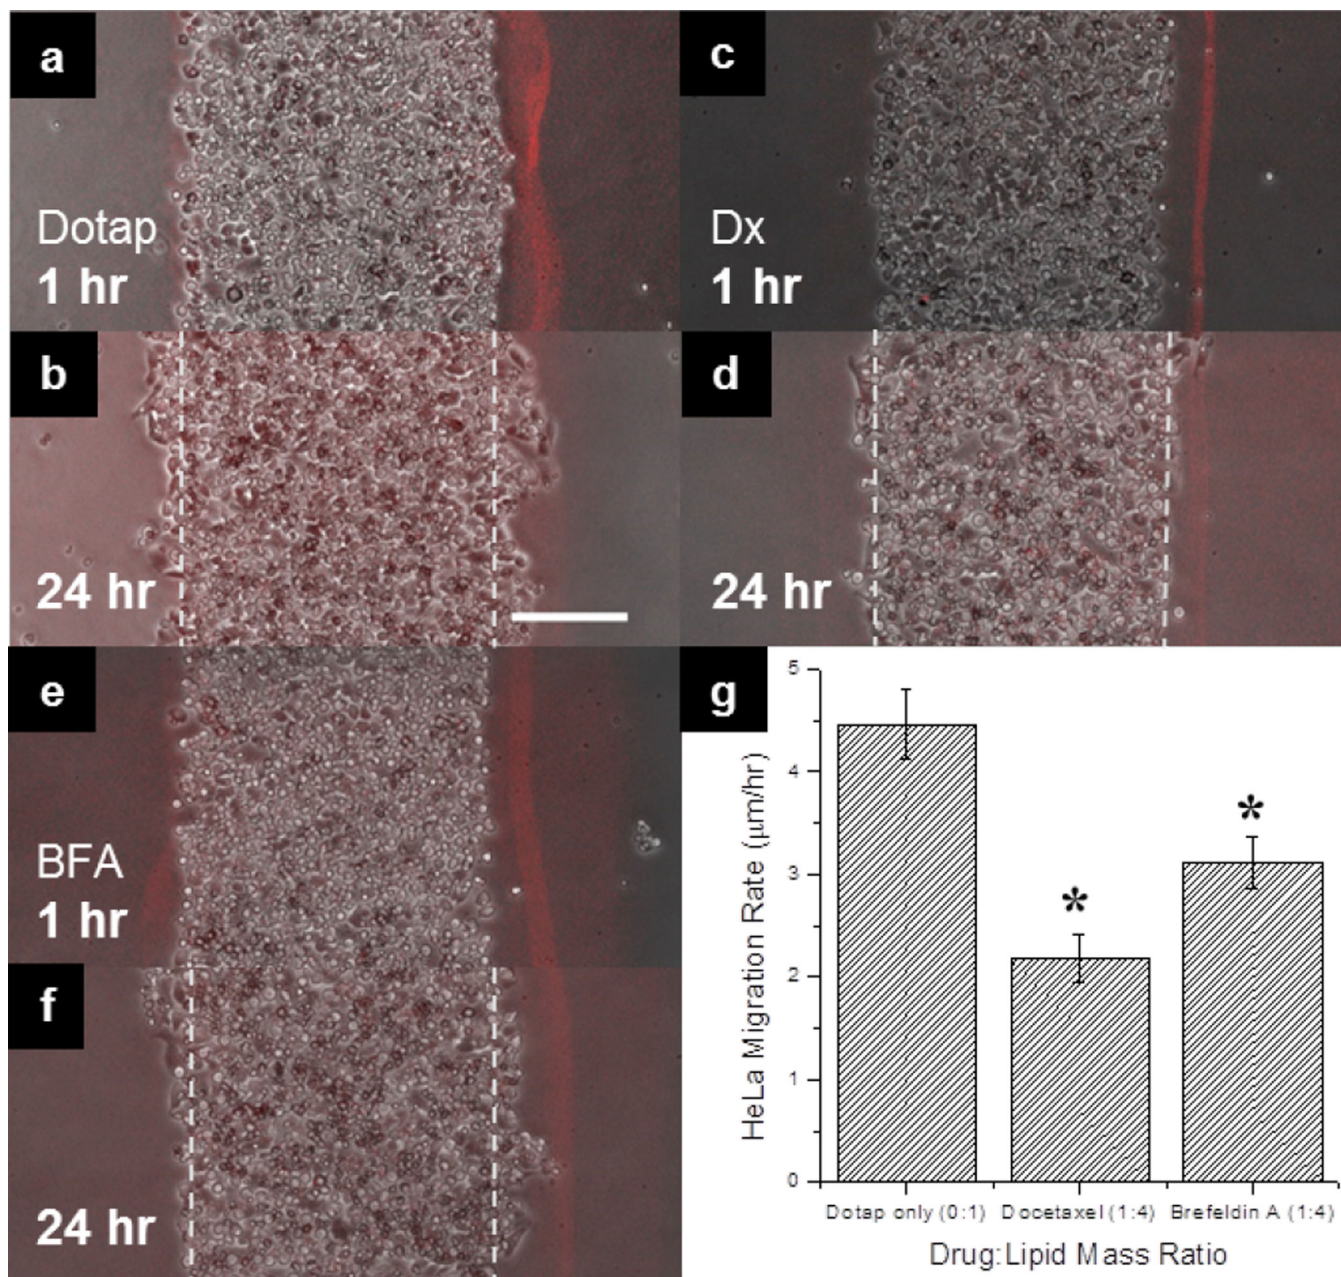 a
Dotap
1 hr
b
24 hr
c
Dx
1 hr
d
24 hr
e
BFA
1 hr
f
24 hr
g
HeLa Migration Rate (μm/hr)
5
4
3
2
1
0
*
*
Dotap only (0:1) Docetaxel (1:4) Brefeldin A (1:4)
Drug:Lipid Mass Ratio